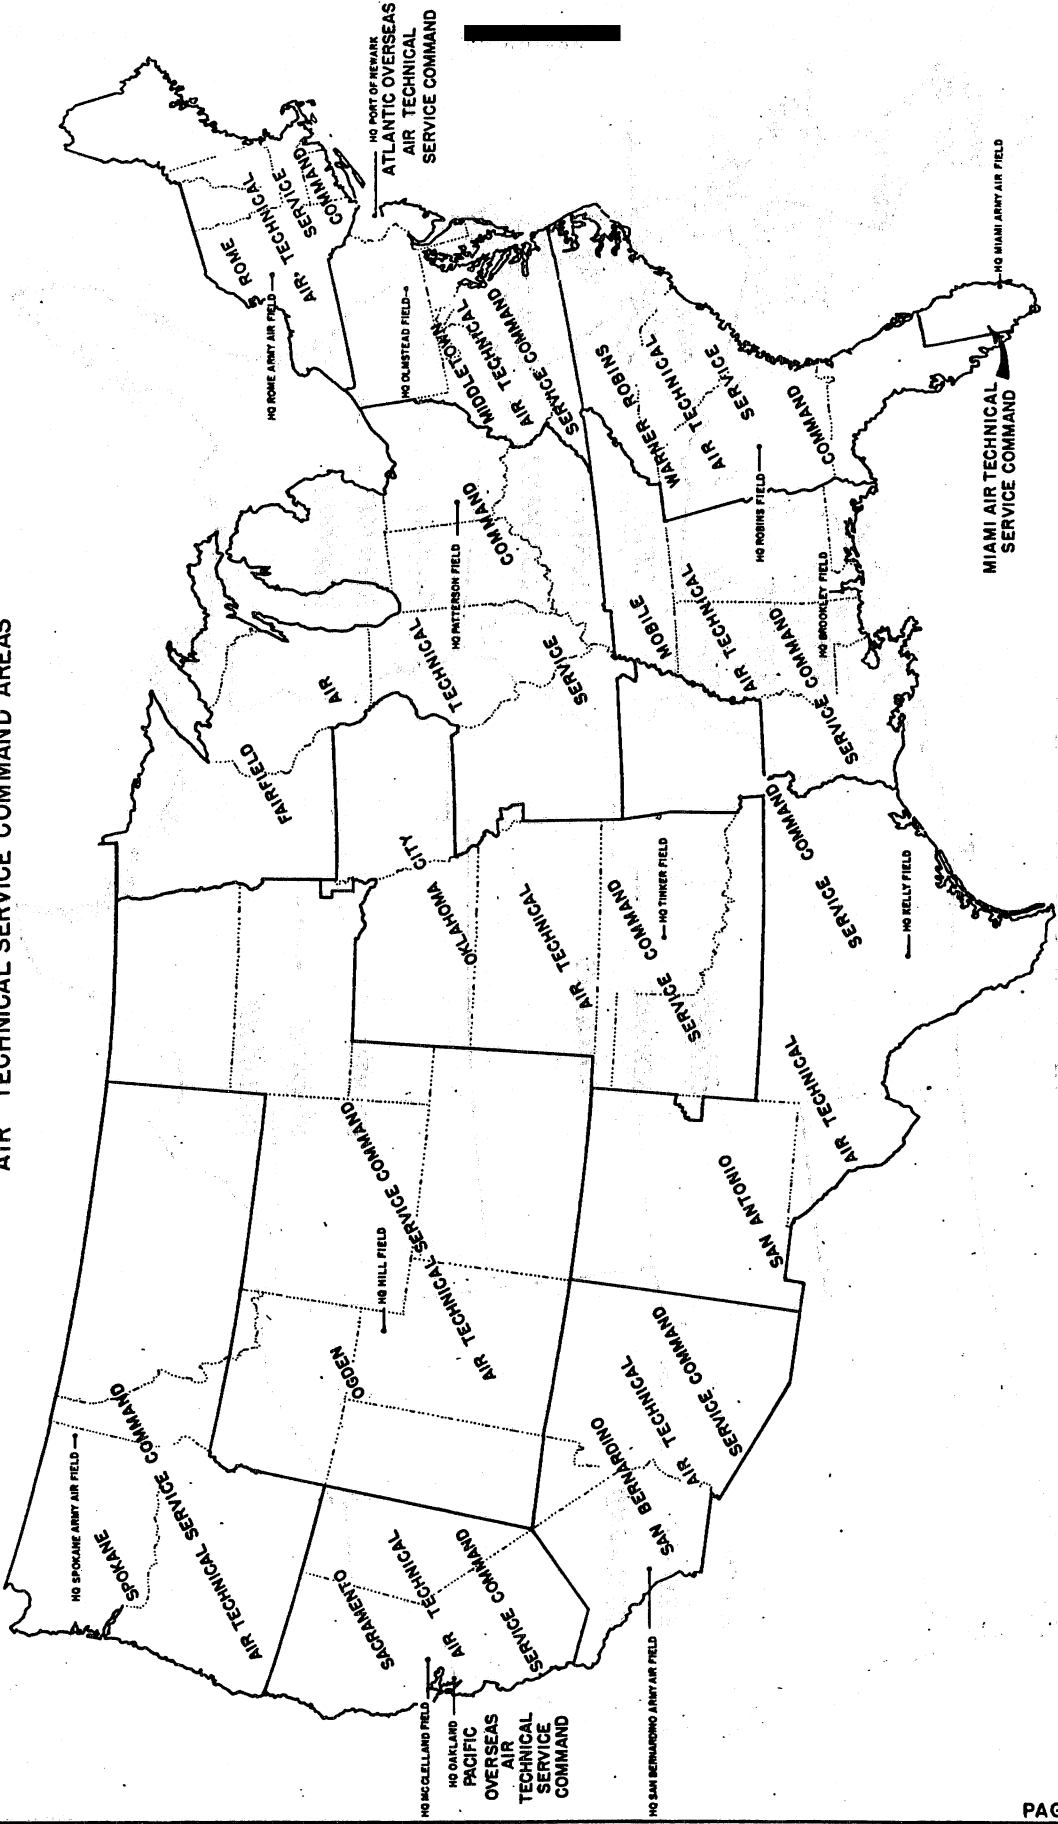 AIR TECHNICAL SERVICE COMMAND AREAS
HQ SPOKANE ARMY AIR FIELD
SPOKANE
AIR TECHNICAL SERVICE COMMAND
HQ McCLELLAND FIELD
HQ OAKLAND
PACIFIC
OVERSEAS
AIR
TECHNICAL
SERVICE
COMMAND
SACRAMENTO
AIR TECHNICAL
SERVICE COMMAND
HQ SAN BERNARDINO ARMY AIR FIELD
SAN BERNARDINO
AIR TECHNICAL
SERVICE COMMAND
OGDEN
HQ HILL FIELD
AIR TECHNICAL SERVICE COMMAND
SAN ANTONIO
AIR TECHNICAL
SERVICE COMMAND
HQ KELLY FIELD
OKLAHOMA CITY
AIR TECHNICAL
SERVICE COMMAND
HQ TINKER FIELD
FAIRFIELD
AIR
TECHNICAL
SERVICE
COMMAND
HQ PATTERSON FIELD
MOBILE
AIR TECHNICAL
SERVICE COMMAND
HQ BROOKLEY FIELD
WARNER ROBINS
AIR TECHNICAL
SERVICE
COMMAND
HQ ROBINS FIELD
MIDDLETOWN
AIR TECHNICAL
SERVICE COMMAND
HQ OLMSTEAD FIELD
ROME
AIR TECHNICAL
SERVICE
COMMAND
HQ ROME ARMY AIR FIELD
HQ PORT OF NEWARK
ATLANTIC OVERSEAS
AIR TECHNICAL
SERVICE COMMAND
HQ MIAMI ARMY AIR FIELD
MIAMI AIR TECHNICAL
SERVICE COMMAND
PAG